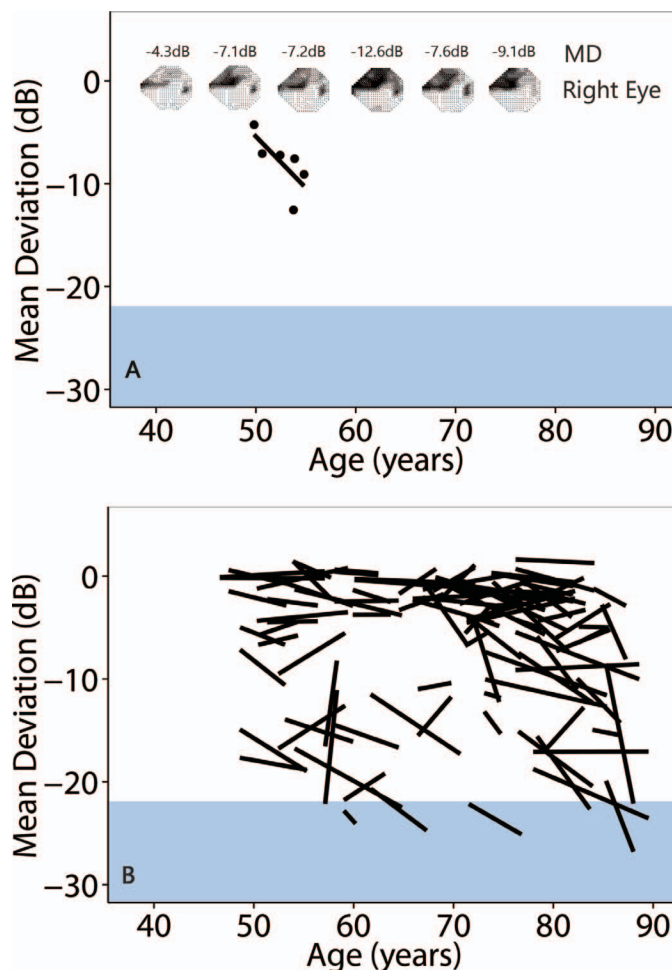 -4.3dB -7.1dB -7.2dB -12.6dB -7.6dB -9.1dB MD
Right Eye
Mean Deviation (dB)
0
−10
−20
−30
A
40 50 60 70 80 90
Age (years)
Mean Deviation (dB)
0
−10
−20
−30
B
40 50 60 70 80 90
Age (years)